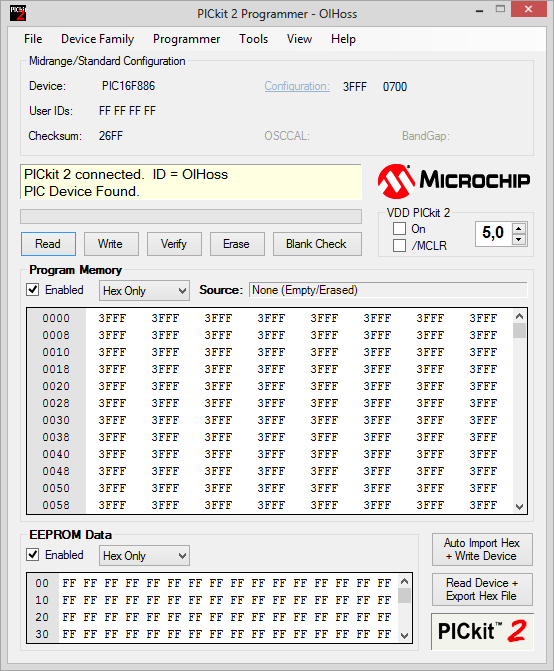 PICkit 2 Programmer - OlHoss
File Device Family Programmer Tools View Help
Midrange/Standard Configuration
Device: PIC16F886 Configuration: 3FFF 0700
User IDs: FF FF FF FF
Checksum: 26FF OSCCAL: BandGap:
PICkit 2 connected. ID = OlHoss
PIC Device Found.
MICROCHIP
VDD PICkit 2
On
/MCLR
5,0
Read Write Verify Erase Blank Check
Program Memory
Enabled Hex Only Source: None (Empty/Erased)
0000 3FFF 3FFF 3FFF 3FFF 3FFF 3FFF 3FFF 3FFF
0008 3FFF 3FFF 3FFF 3FFF 3FFF 3FFF 3FFF 3FFF
0010 3FFF 3FFF 3FFF 3FFF 3FFF 3FFF 3FFF 3FFF
0018 3FFF 3FFF 3FFF 3FFF 3FFF 3FFF 3FFF 3FFF
0020 3FFF 3FFF 3FFF 3FFF 3FFF 3FFF 3FFF 3FFF
0028 3FFF 3FFF 3FFF 3FFF 3FFF 3FFF 3FFF 3FFF
0030 3FFF 3FFF 3FFF 3FFF 3FFF 3FFF 3FFF 3FFF
0038 3FFF 3FFF 3FFF 3FFF 3FFF 3FFF 3FFF 3FFF
0040 3FFF 3FFF 3FFF 3FFF 3FFF 3FFF 3FFF 3FFF
0048 3FFF 3FFF 3FFF 3FFF 3FFF 3FFF 3FFF 3FFF
0050 3FFF 3FFF 3FFF 3FFF 3FFF 3FFF 3FFF 3FFF
0058 3FFF 3FFF 3FFF 3FFF 3FFF 3FFF 3FFF 3FFF
EEPROM Data
Enabled Hex Only
00 FF FF FF FF FF FF FF FF FF FF FF FF FF FF FF FF
10 FF FF FF FF FF FF FF FF FF FF FF FF FF FF FF FF
20 FF FF FF FF FF FF FF FF FF FF FF FF FF FF FF FF
30 FF FF FF FF FF FF FF FF FF FF FF FF FF FF FF FF
Auto Import Hex
+ Write Device
Read Device +
Export Hex File
PICkit™ 2